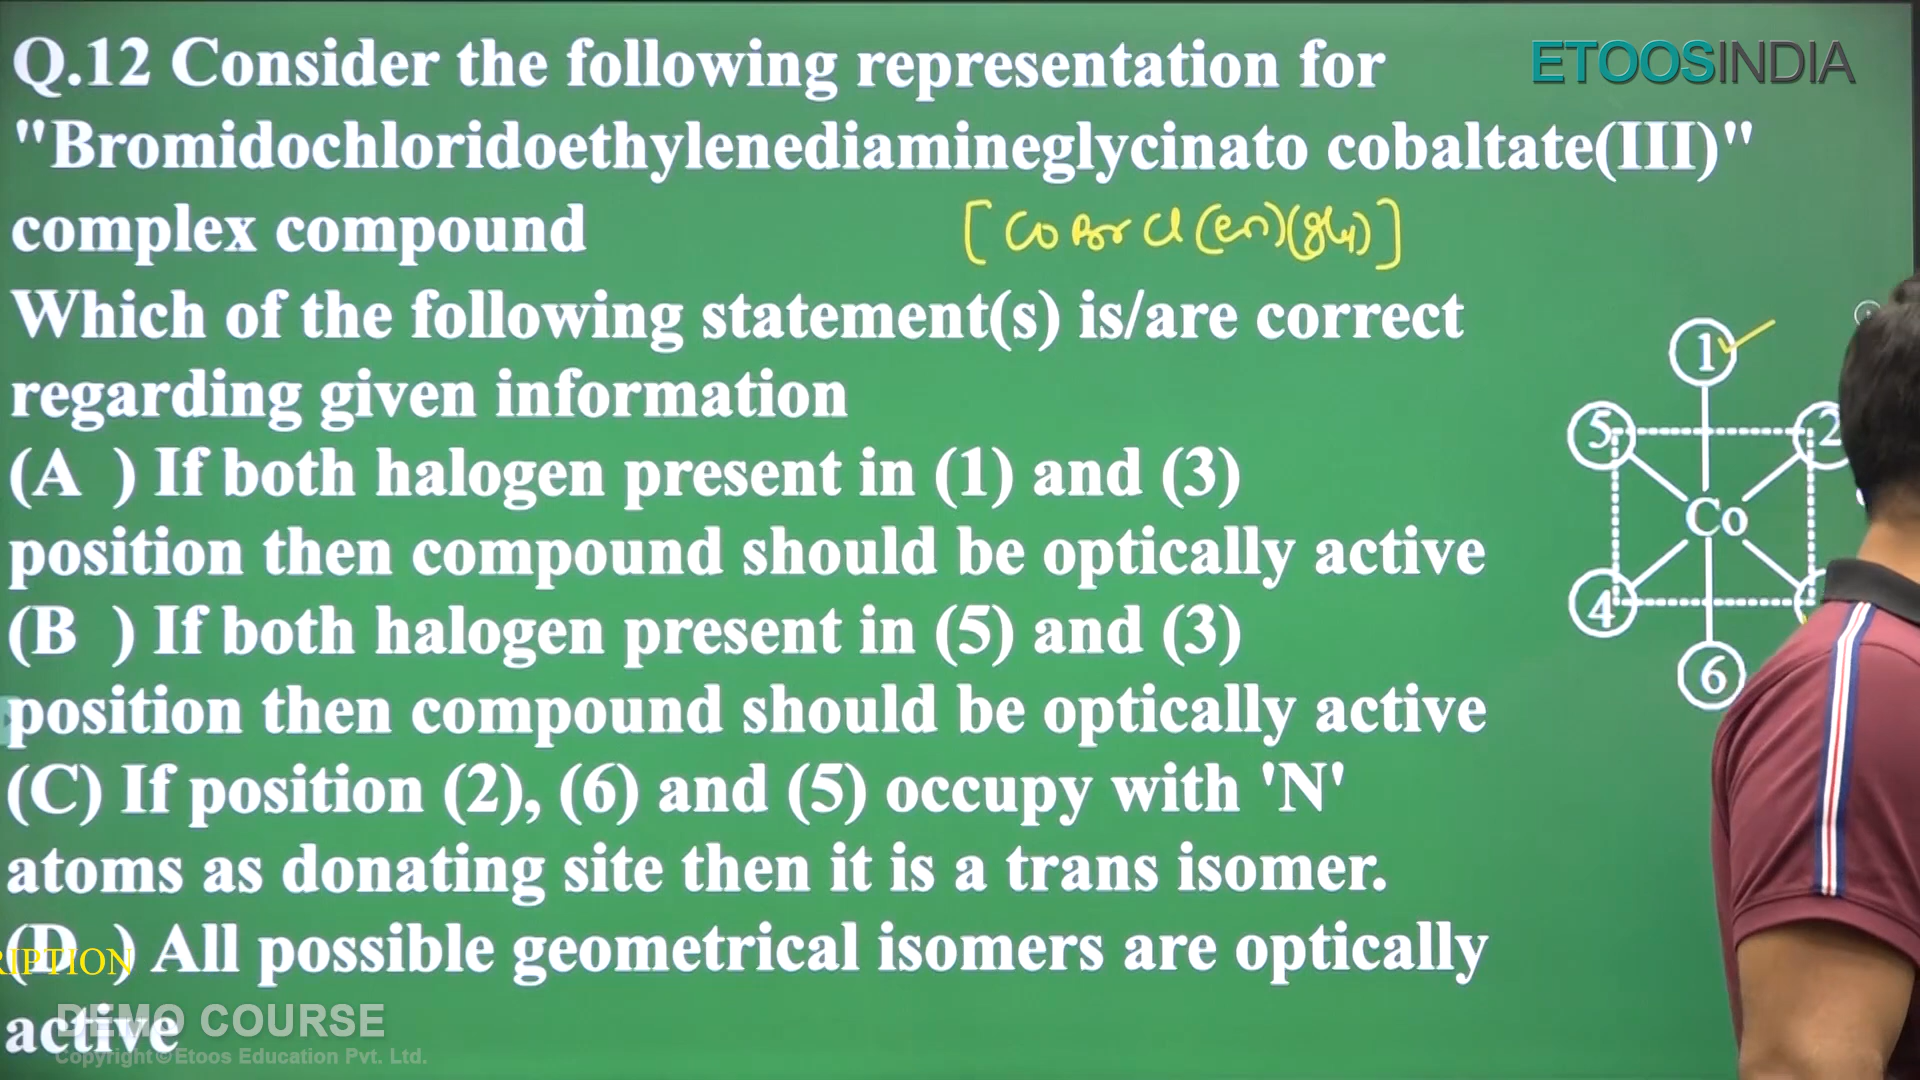 Q.12 Consider the following representation for
ETOOSINDIA
"Bromidochloridoethylenediamineglycinato cobaltate(III)"
complex compound
[Co Br Cl (en)(gly)]
Which of the following statement(s) is/are correct
regarding given information
(A ) If both halogen present in (1) and (3)
position then compound should be optically active
(B ) If both halogen present in (5) and (3)
position then compound should be optically active
(C) If position (2), (6) and (5) occupy with 'N'
atoms as donating site then it is a trans isomer.
(D ) All possible geometrical isomers are optically
active
1
5
2
Co
4
6
RIPTION
DEMO COURSE
Copyright©Etoos Education Pvt. Ltd.